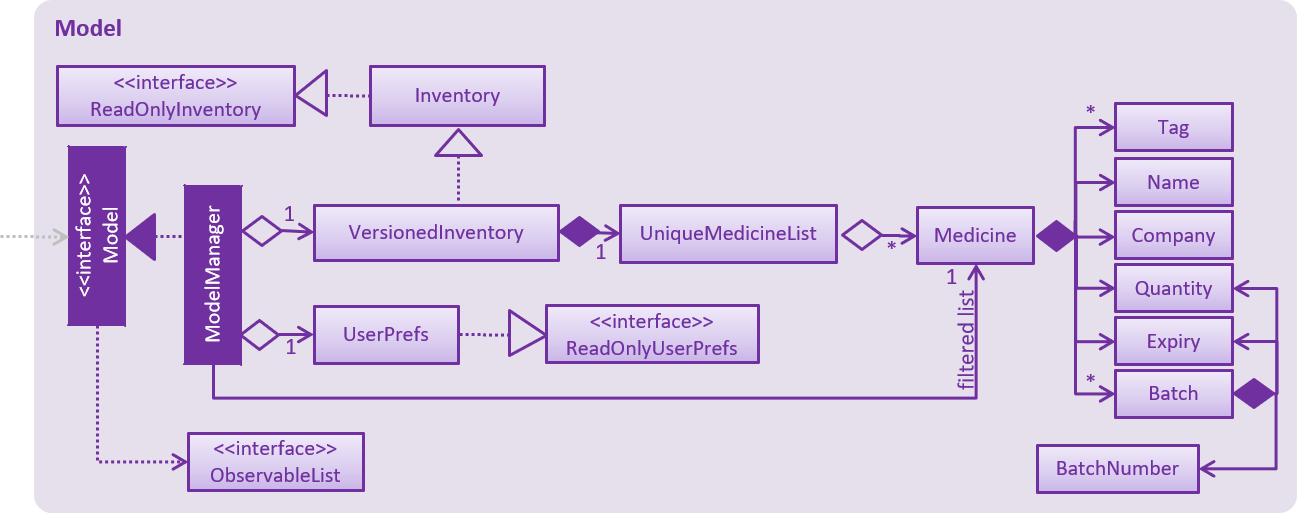 Model
<<interface>>
ReadOnlyInventory
Inventory
*
Tag
Name
<<interface>>
Model
ModelManager
1
VersionedInventory
1
UniqueMedicineList
*
Medicine
Company
1
filtered list
Quantity
1
UserPrefs
<<interface>>
ReadOnlyUserPrefs
Expiry
*
Batch
<<interface>>
ObservableList
BatchNumber